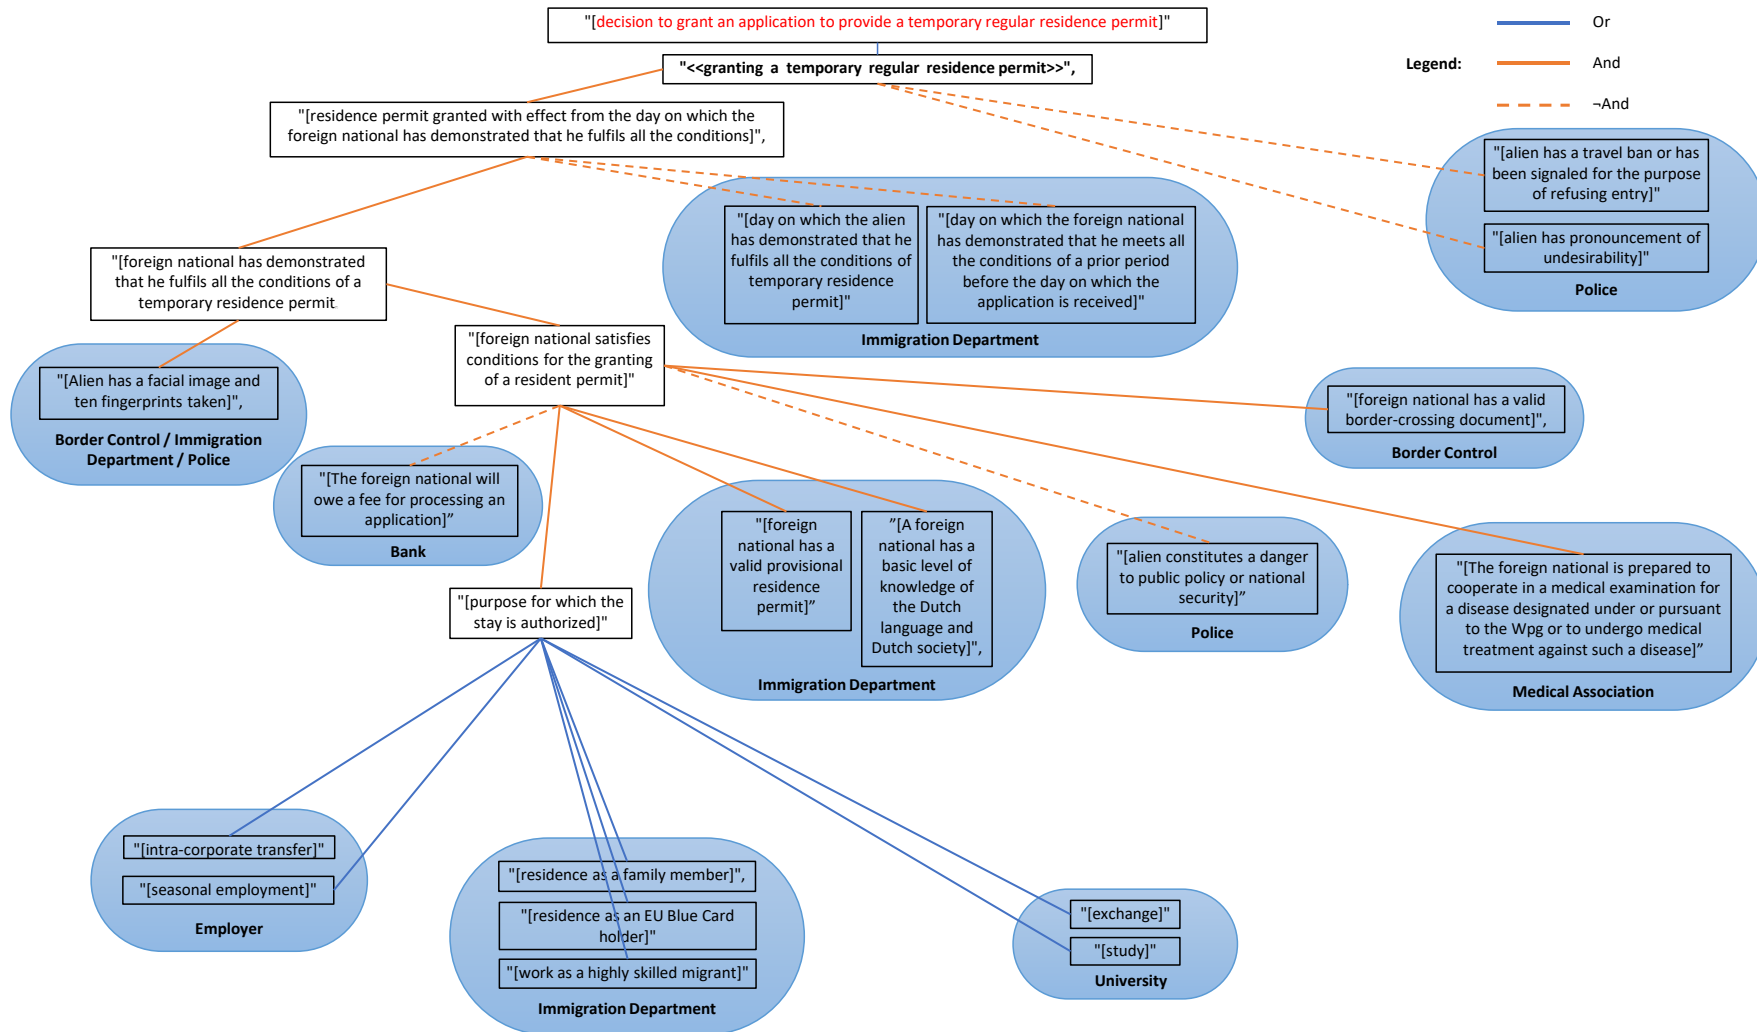 "[decision to grant an application to provide a temporary regular residence permit]"
"<<granting a temporary regular residence permit>>",
Legend:
Or
And
¬And
"[residence permit granted with effect from the day on which the
foreign national has demonstrated that he fulfils all the conditions]",
"[alien has a travel ban or has
been signaled for the purpose
of refusing entry]"
"[alien has pronouncement of
undesirability]"
Police
"[day on which the alien
has demonstrated that he
fulfils all the conditions of
temporary residence
permit]"
"[day on which the foreign national
has demonstrated that he meets all
the conditions of a prior period
before the day on which the
application is received]"
Immigration Department
"[foreign national has demonstrated
that he fulfils all the conditions of a
temporary residence permit
"[foreign national satisfies
conditions for the granting
of a resident permit]"
"[Alien has a facial image and
ten fingerprints taken]",
Border Control / Immigration
Department / Police
"[foreign national has a valid
border-crossing document]",
Border Control
"[The foreign national will
owe a fee for processing an
application]”
Bank
"[foreign
national has a
valid provisional
residence
permit]”
”[A foreign
national has a
basic level of
knowledge of
the Dutch
language and
Dutch society]",
Immigration Department
"[alien constitutes a danger
to public policy or national
security]”
Police
"[The foreign national is prepared to
cooperate in a medical examination for
a disease designated under or pursuant
to the Wpg or to undergo medical
treatment against such a disease]”
Medical Association
"[purpose for which the
stay is authorized]"
"[intra-corporate transfer]"
"[seasonal employment]"
Employer
"[residence as a family member]",
"[residence as an EU Blue Card
holder]"
"[work as a highly skilled migrant]"
Immigration Department
"[exchange]"
"[study]"
University